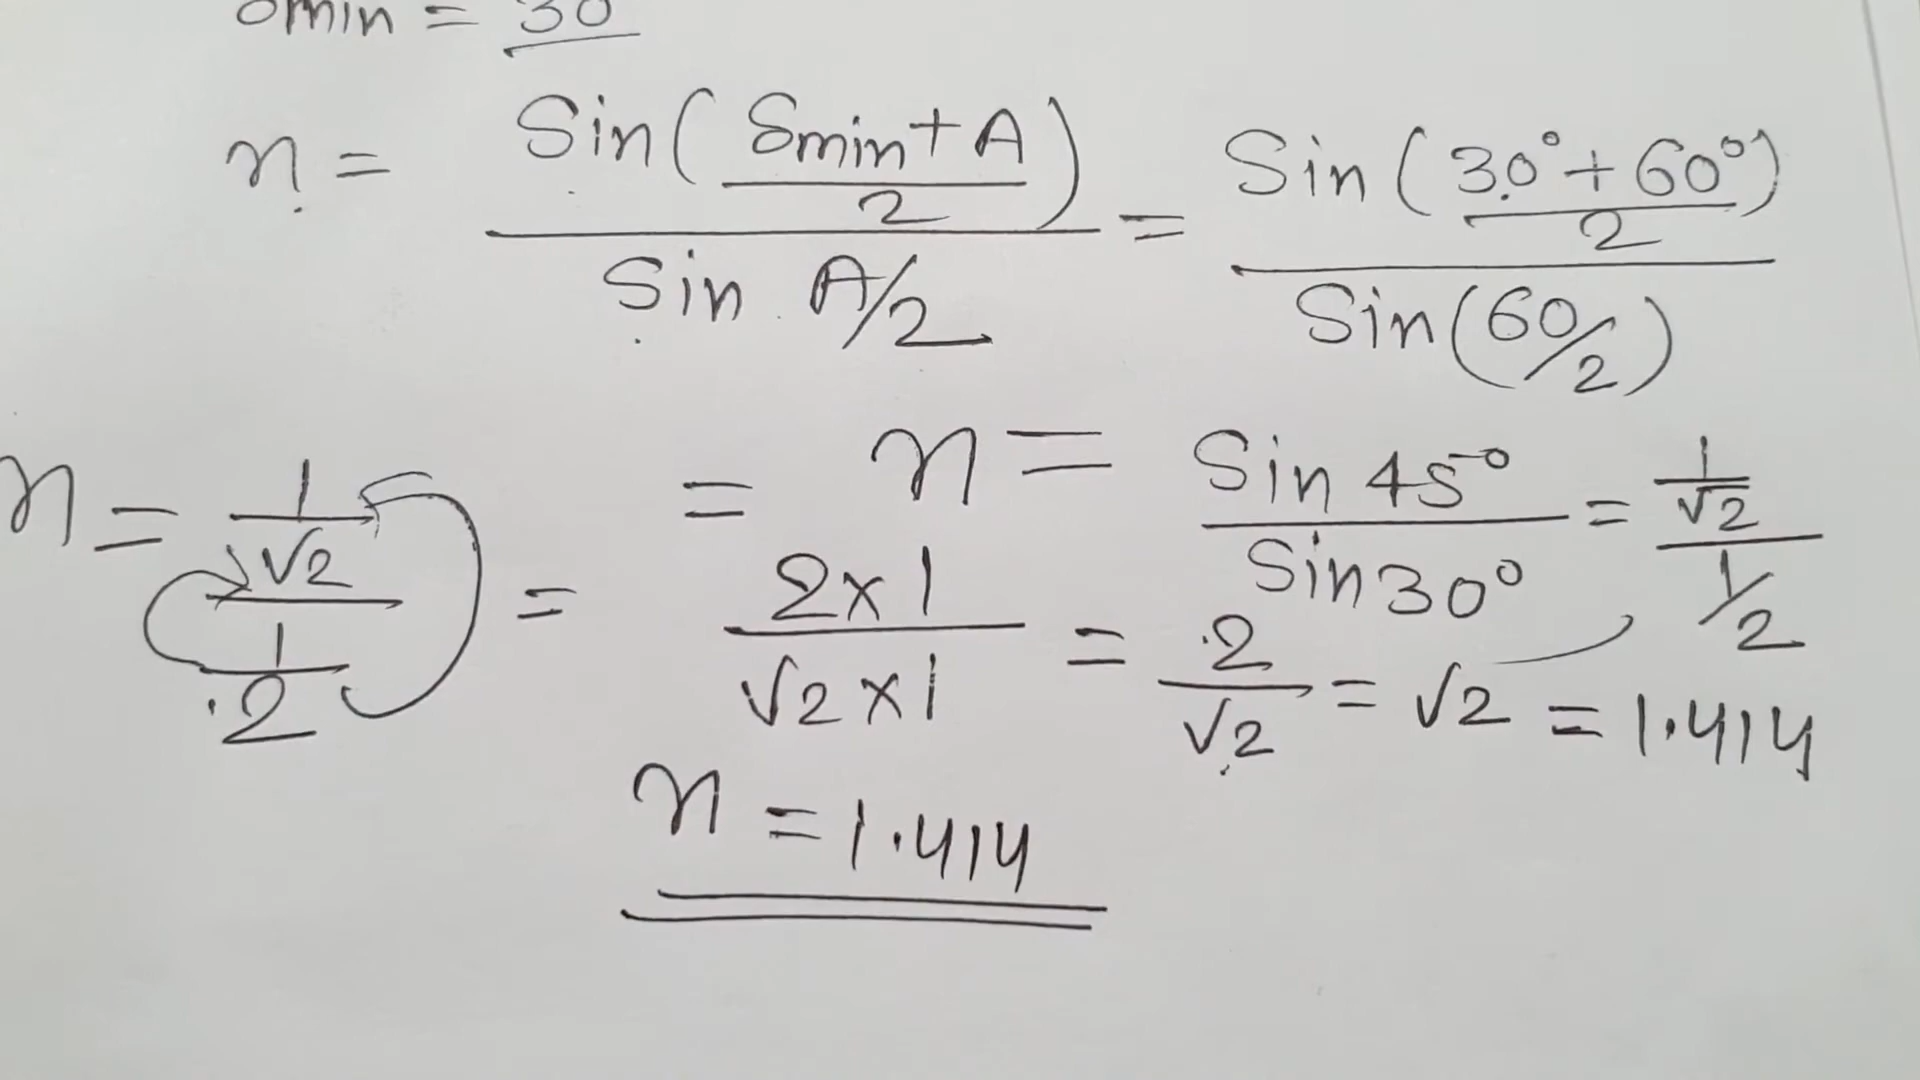 δmin = 30
n = Sin( (δmin + A)/2 ) / Sin A/2 = Sin( (30° + 60°)/2 ) / Sin(60/2)
= n = Sin 45° / Sin 30° = (1/√2) / (1/2)
n = (1/√2) / (1/2) = (2 x 1) / (√2 x 1) = 2/√2 = √2 = 1.414
n = 1.414